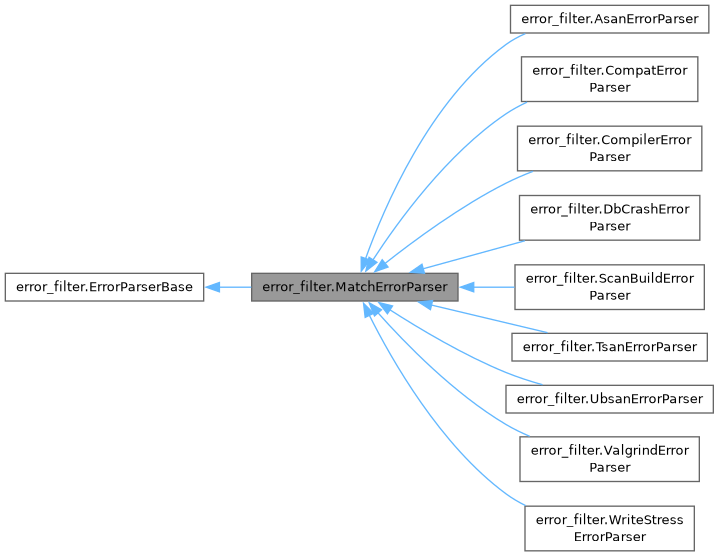 error_filter.AsanErrorParser
error_filter.CompatError
Parser
error_filter.CompilerError
Parser
error_filter.DbCrashError
Parser
error_filter.ErrorParserBase
error_filter.MatchErrorParser
error_filter.ScanBuildError
Parser
error_filter.TsanErrorParser
error_filter.UbsanErrorParser
error_filter.ValgrindError
Parser
error_filter.WriteStress
ErrorParser